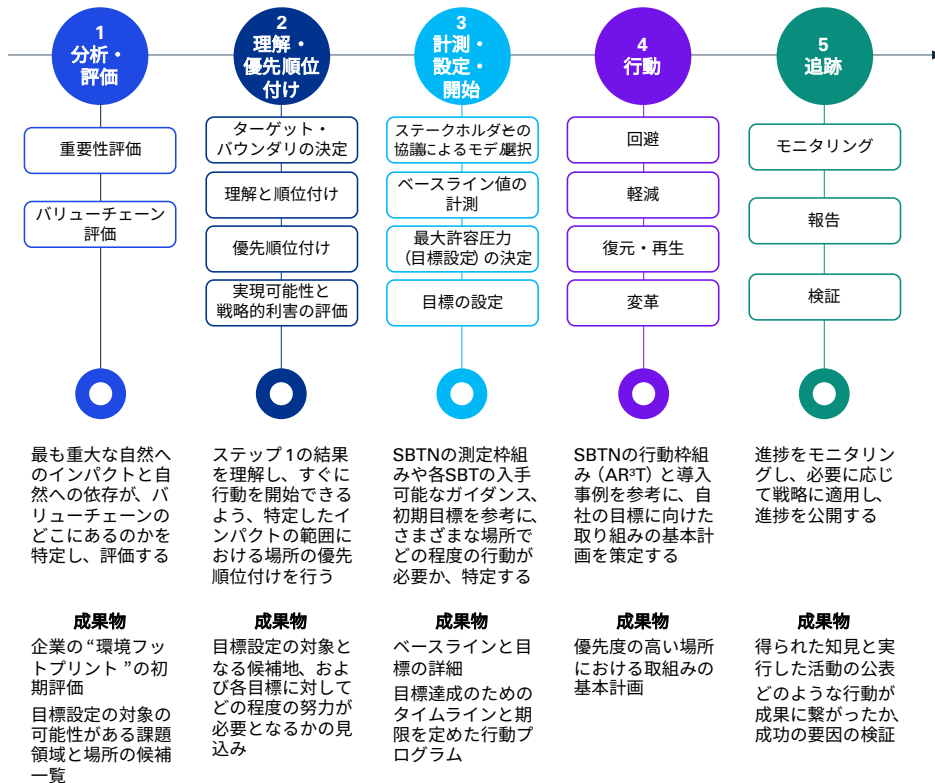 1
分析・
評価
2
理解・
優先順位
付け
3
計測・
設定・
開始
4
行動
5
追跡
重要性評価
バリューチェーン
評価
ターゲット・
バウンダリの決定
理解と順位付け
優先順位付け
実現可能性と
戦略的利害の評価
ステークホルダとの
協議によるモデル選択
ベースライン値の
計測
最大許容圧力
（目標設定）の決定
目標の設定
回避
軽減
復元・再生
変革
モニタリング
報告
検証
最も重大な自然へ
のインパクトと自
然への依存が、バ
リューチェーンの
どこにあるのかを
特定し、評価する
ステップ1の結果
を理解し、すぐに
行動を開始できる
よう、特定したイ
ンパクトの範囲に
おける場所の優先
順位付けを行う
SBTNの測定枠組
みや各SBTの入手
可能なガイダンス、
初期目標を参考に、
さまざまな場所で
どの程度の行動が
必要か、特定する
SBTNの行動枠組
み（AR³T）と導入
事例を参考に、自
社の目標に向けた
取り組みの基本計
画を策定する
進捗をモニタリン
グし、必要に応じ
て戦略に適用し、
進捗を公開する
成果物
企業の“環境フッ
トプリント ”の初
期評価
目標設定の対象の
可能性がある課題
領域と場所の候補
一覧
成果物
目標設定の対象と
なる候補地、およ
び各目標に対して
どの程度の努力が
必要となるかの見
込み
成果物
ベースラインと目
標の詳細
目標達成のための
タイムラインと期
限を定めた行動プ
ログラム
成果物
優先度の高い場所
における取組みの
基本計画
成果物
得られた知見と実
行した活動の公表
どのような行動が
成果に繋がったか、
成功の要因の検証